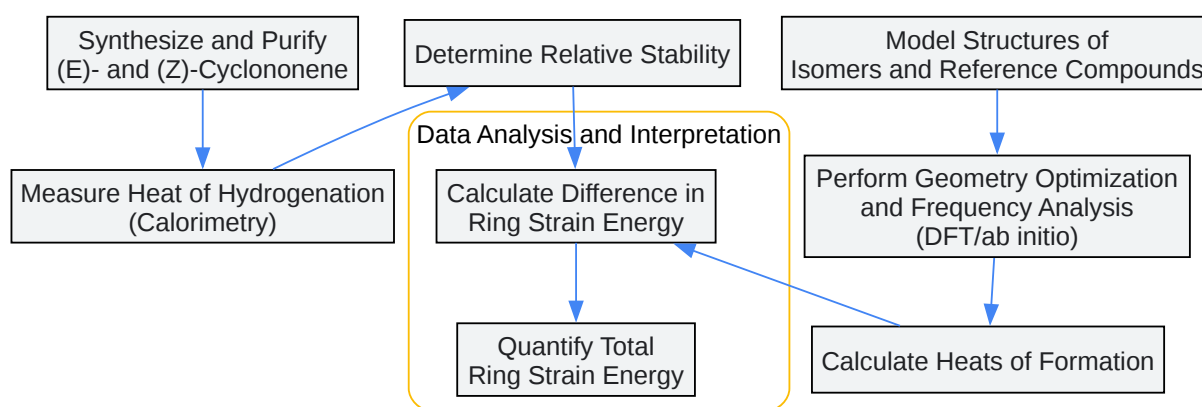 Synthesize and Purify
(E)- and (Z)-Cyclononene
Determine Relative Stability
Model Structures of
Isomers and Reference Compounds
Data Analysis and Interpretation
Measure Heat of Hydrogenation
(Calorimetry)
Calculate Difference in
Ring Strain Energy
Perform Geometry Optimization
and Frequency Analysis
(DFT/ab initio)
Quantify Total
Ring Strain Energy
Calculate Heats of Formation